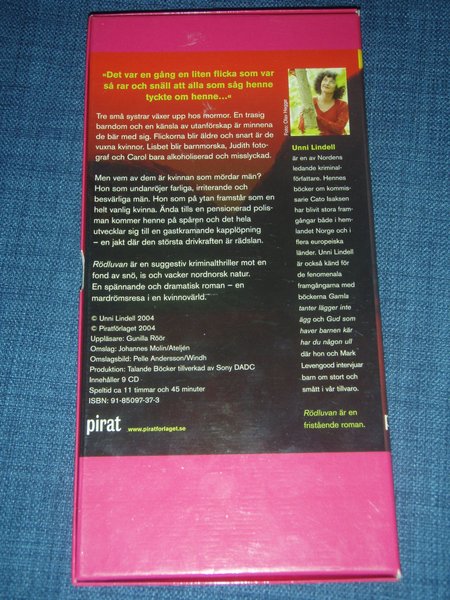 »Det var en gång en liten flicka som var
så rar och snäll att alla som såg henne
tyckte om henne...«
Tre små systrar växer upp hos mormor. En trasig
barndom och en känsla av utanförskap är minnena
de bär med sig. Flickorna blir äldre och snart är de
vuxna kvinnor. Lisbet blir barnmorska, Judith foto-
graf och Carol bara alkoholiserad och misslyckad.
Men vem av dem är kvinnan som mördar män?
Hon som undanröjer farliga, irriterande och
besvärliga män. Hon som på ytan framstår som en
helt vanlig kvinna. Ända tills en pensionerad polis-
man kommer henne på spåren och det hela
utvecklar sig till en gastkramande kapplöpning
– en jakt där den största drivkraften är rädslan.
Rödluvan är en suggestiv kriminalthriller mot en
fond av snö, is och vacker nordnorsk natur.
En spännande och dramatisk roman – en
mardrömsresa i en kvinnovärld.
© Unni Lindell 2004
© Piratförlaget 2004
Uppläsare: Gunilla Röör
Omslag: Johannes Molin/Ateljén
Omslagsbild: Pelle Andersson/Windh
Produktion: Talande Böcker tillverkad av Sony DADC
Innehåller 9 CD
Speltid ca 11 timmar och 45 minuter
ISBN: 91-85097-37-3
pirat www.piratforlaget.se
Unni Lindell
är en av Nordens
ledande kriminal-
författare. Hennes
böcker om kommis-
sarie Cato Isaksen
har blivit stora fram-
gångar både i hem-
landet Norge och i
flera europeiska
länder. Unni Lindell
är också känd för
de fenomenala
framgångarna med
böckerna Gamla
tanter lägger inte
ägg och Gud som
haver barnen kär
har du någon ull
där hon och Mark
Levengood intervjuar
barn om stort och
smått i vår tillvaro.
Rödluvan är en
fristående roman.